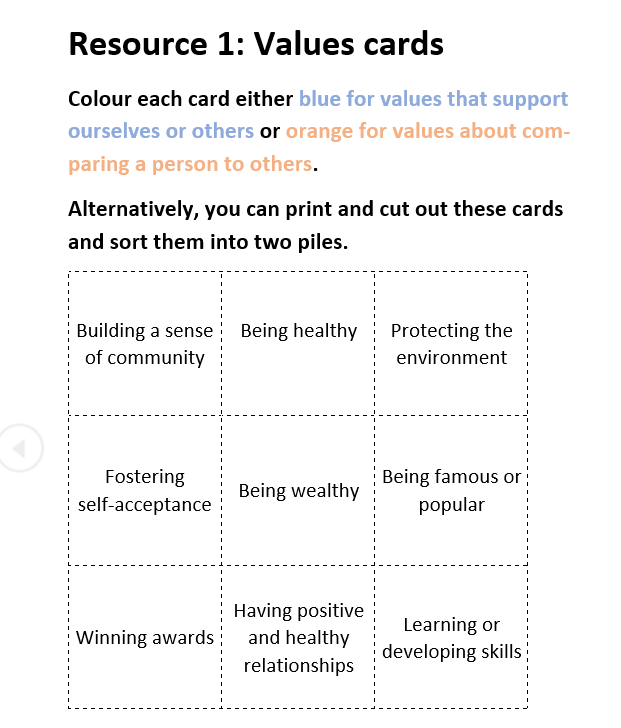 Resource 1: Values cards
Colour each card either blue for values that support
ourselves or others or orange for values about com-
paring a person to others.
Alternatively, you can print and cut out these cards
and sort them into two piles.
Building a sense
of community
Being healthy
Protecting the
environment
Fostering
self-acceptance
Being wealthy
Being famous or
popular
Winning awards
Having positive
and healthy
relationships
Learning or
developing skills